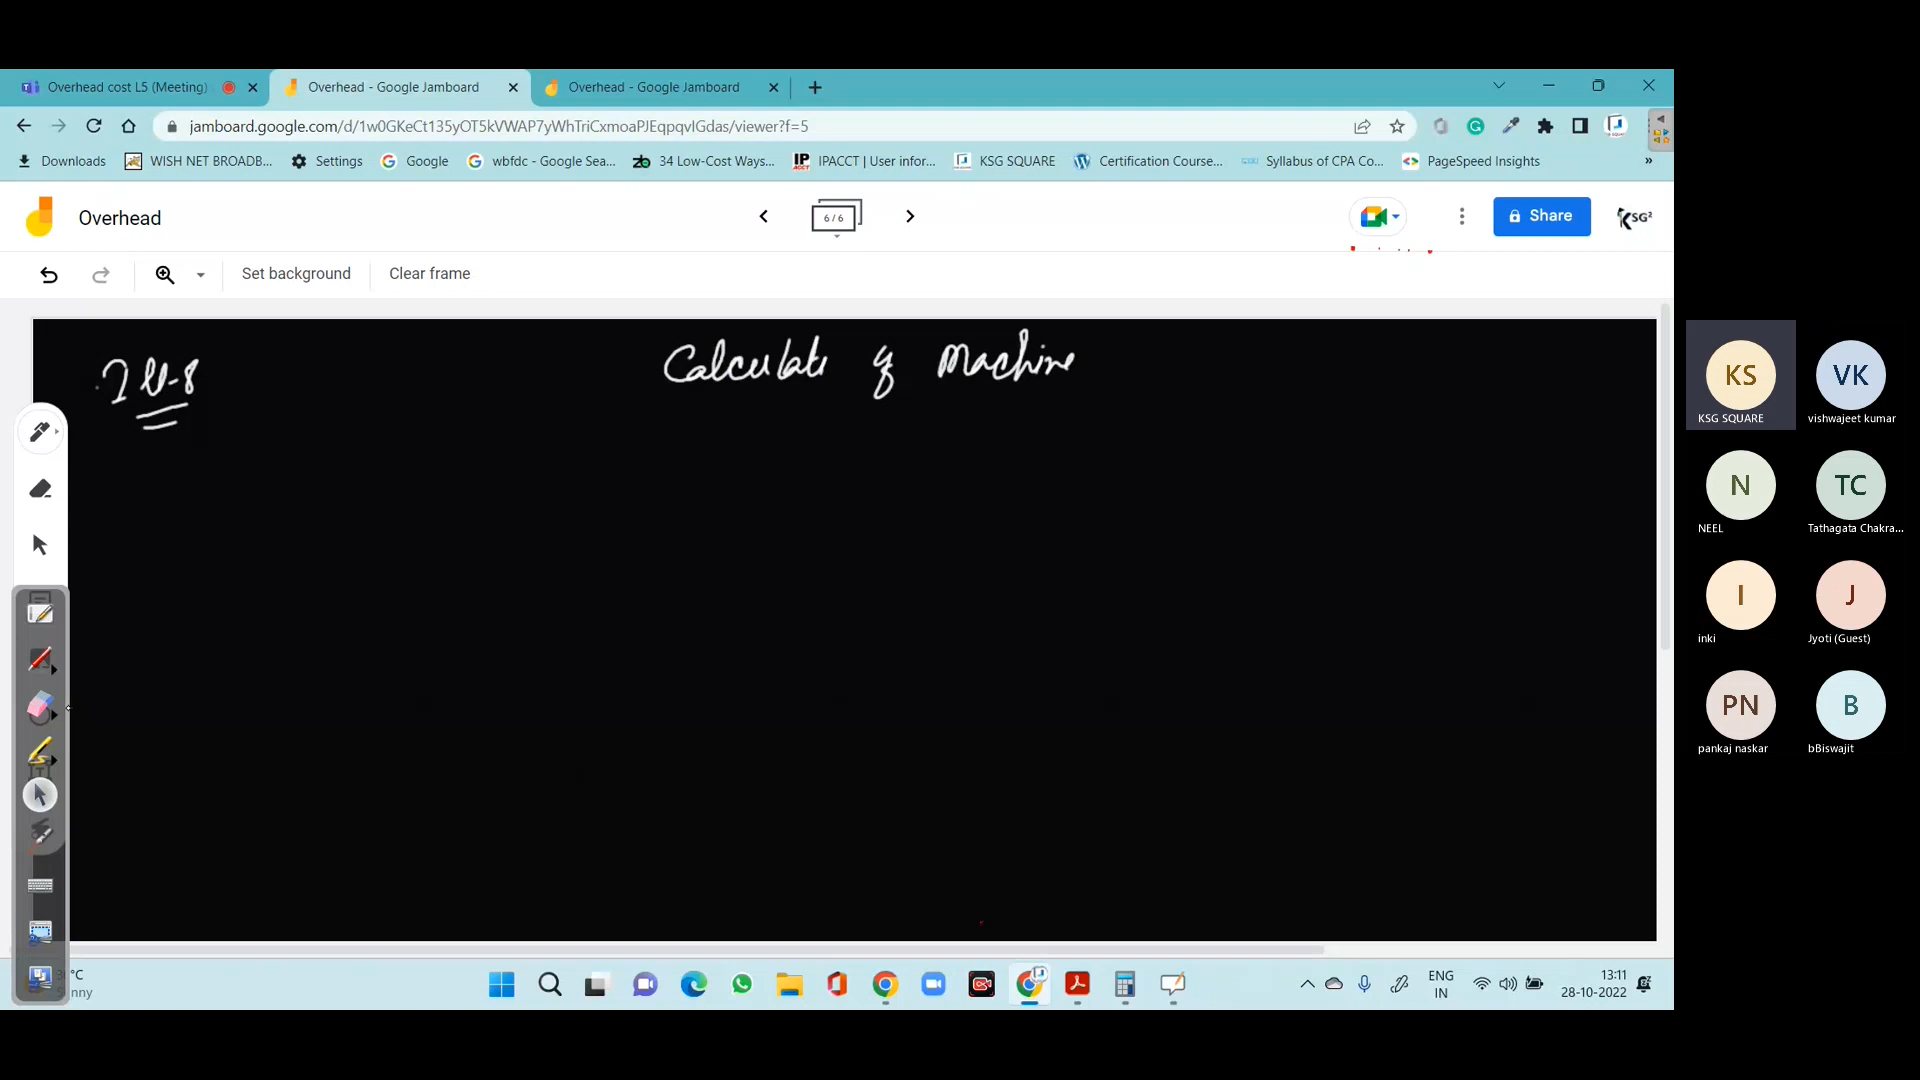 Overhead cost L5 (Meeting)
Overhead - Google Jamboard
Overhead - Google Jamboard
jamboard.google.com/d/1w0GKeCt135yOT5kVWAP7yWhTriCxmoaPJEqpqvIGdas/viewer?f=5
Downloads
WISH NET BROADB...
Settings
Google
wbfdc - Google Sea...
34 Low-Cost Ways...
IPACCT | User infor...
KSG SQUARE
Certification Course...
Syllabus of CPA Co...
PageSpeed Insights
»
Overhead
6 / 6
Share
KSG²
Set background
Clear frame
Ill-8
Calculate of Machine
KS
KSG SQUARE
VK
vishwajeet kumar
N
NEEL
TC
Tathagata Chakra...
I
inki
J
Jyoti (Guest)
PN
pankaj naskar
B
bBiswajit
ENG
IN
13:11
28-10-2022